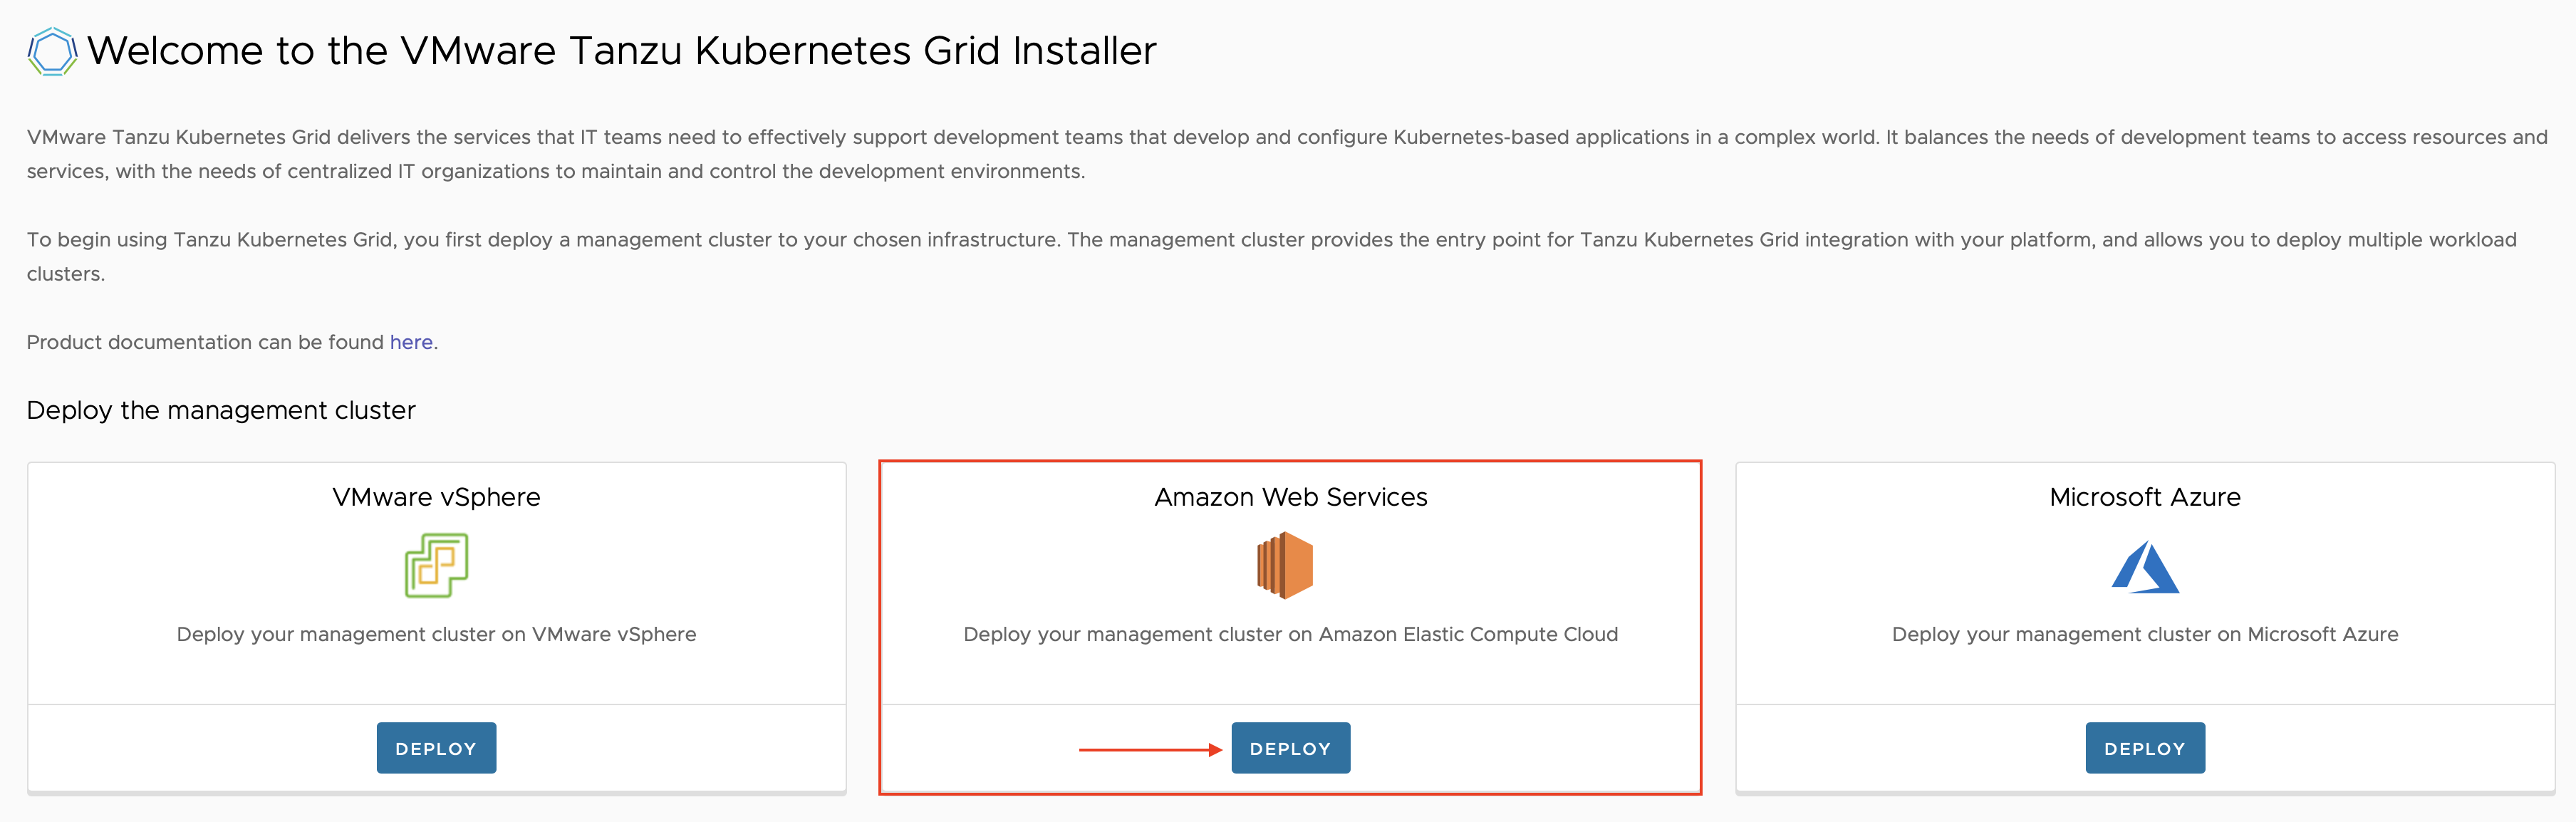 Welcome to the VMware Tanzu Kubernetes Grid Installer
VMware Tanzu Kubernetes Grid delivers the services that IT teams need to effectively support development teams that develop and configure Kubernetes-based applications in a complex world. It balances the needs of development teams to access resources and
services, with the needs of centralized IT organizations to maintain and control the development environments.
To begin using Tanzu Kubernetes Grid, you first deploy a management cluster to your chosen infrastructure. The management cluster provides the entry point for Tanzu Kubernetes Grid integration with your platform, and allows you to deploy multiple workload
clusters.
Product documentation can be found here.
Deploy the management cluster
VMware vSphere
Deploy your management cluster on VMware vSphere
DEPLOY
Amazon Web Services
Deploy your management cluster on Amazon Elastic Compute Cloud
DEPLOY
Microsoft Azure
Deploy your management cluster on Microsoft Azure
DEPLOY